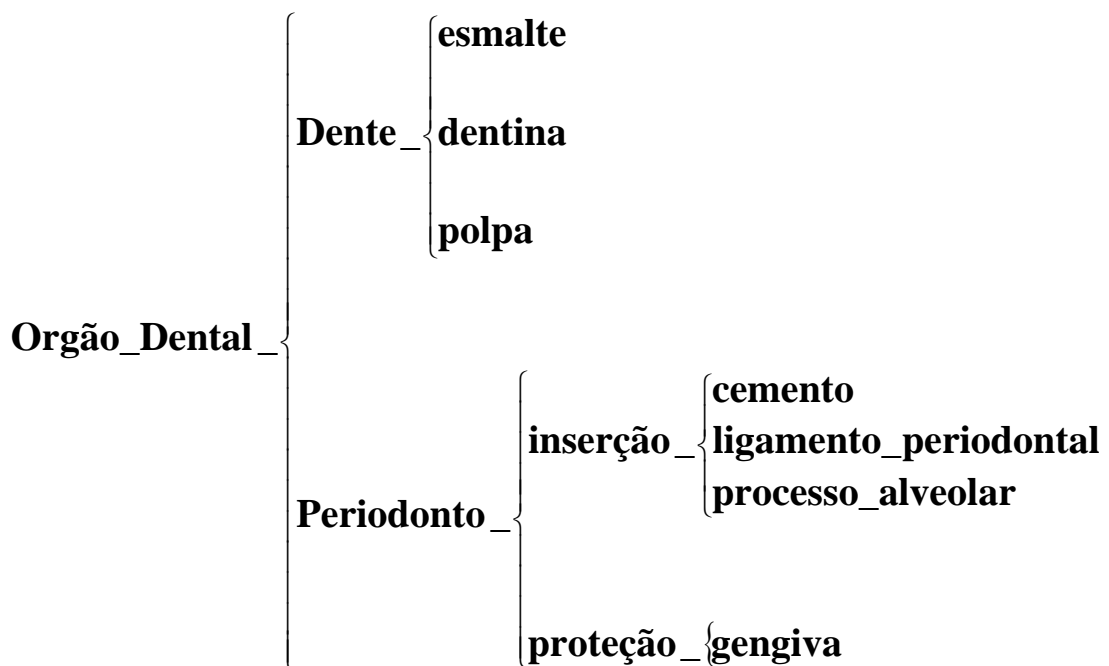 esmalte
Dente_{dentina
polpa
Orgão_Dental_{
cemento
inserção_{ligamento_periodontal
processo_alveolar
Periodonto_{
proteção_{gengiva